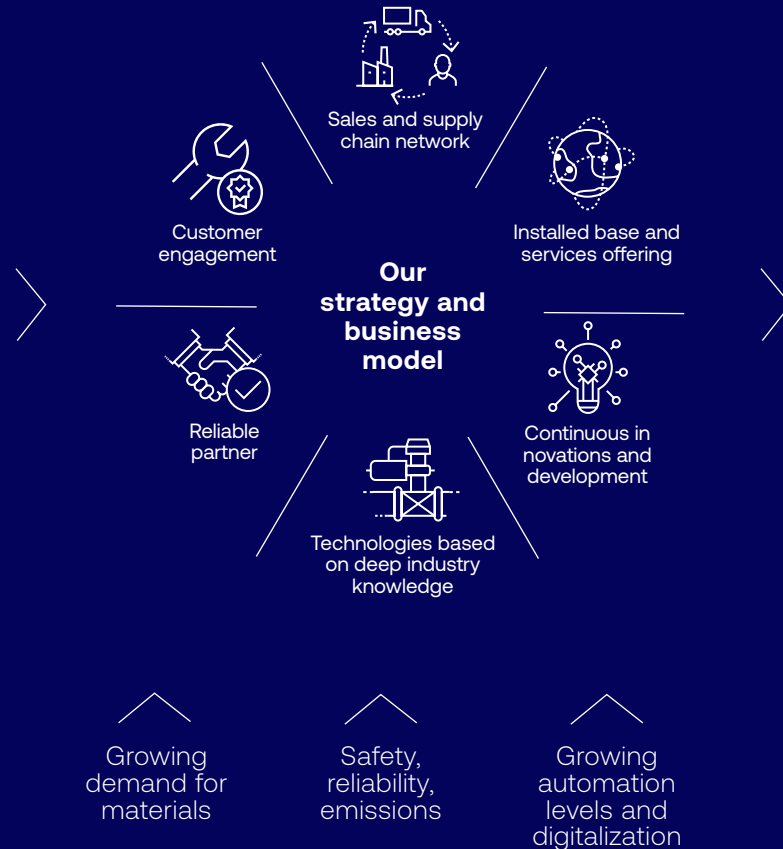 Sales and supply
chain network
Customer
engagement
Installed base and
services offering
Our
strategy and
business
model
Reliable
partner
Continuous in
novations and
development
Technologies based
on deep industry
knowledge
Growing
demand for
materials
Safety,
reliability,
emissions
Growing
automation
levels and
digitalization